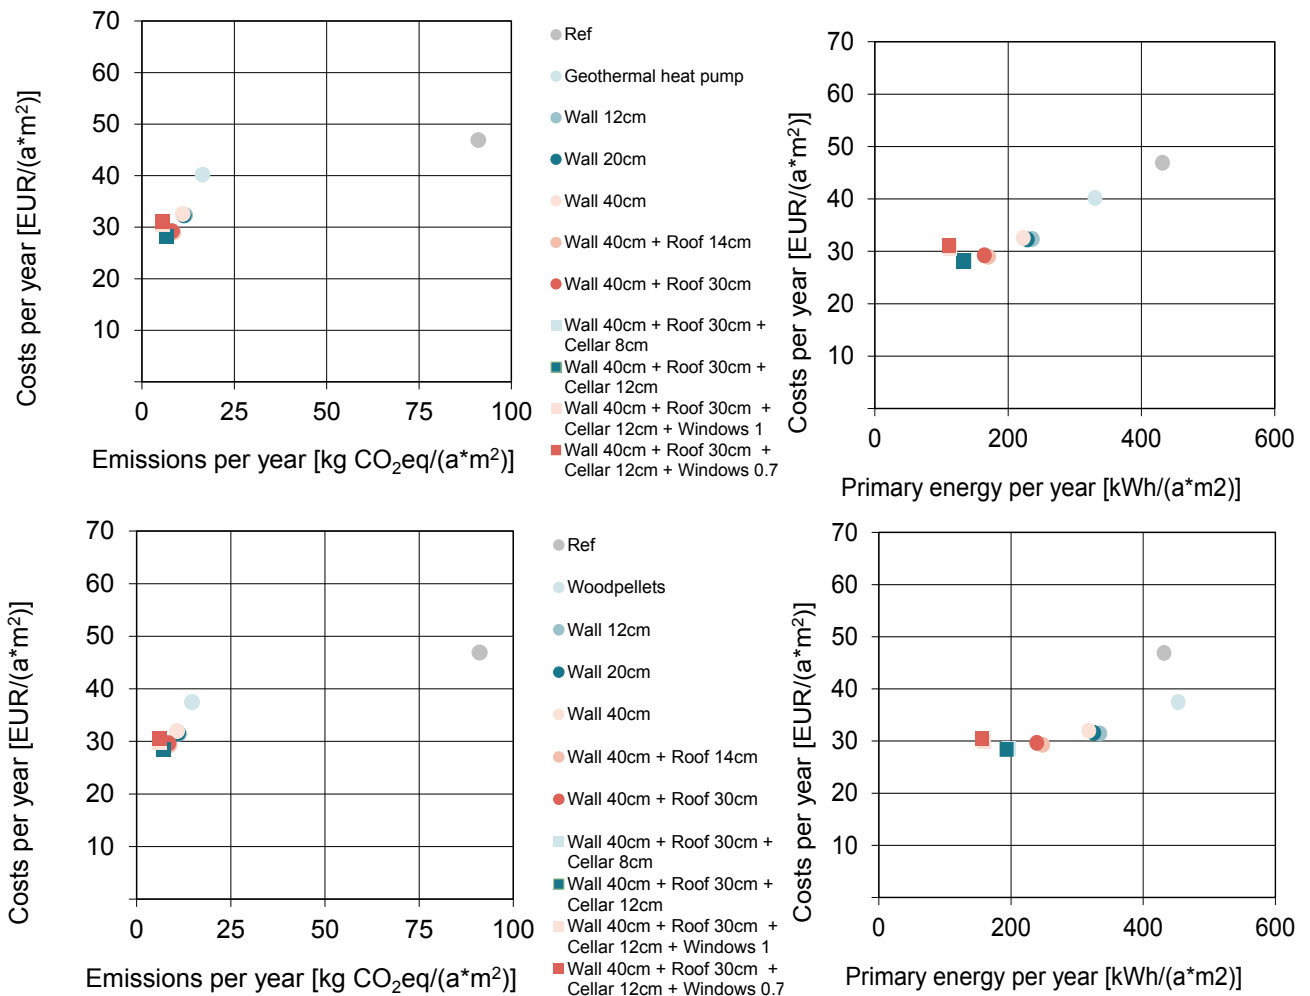 70
60
50
40
30
20
10
0
25
50
75
100
Costs per year [EUR/(a*m²)]
Emissions per year [kg CO₂eq/(a*m²)]
Ref
Geothermal heat pump
Wall 12cm
Wall 20cm
Wall 40cm
Wall 40cm + Roof 14cm
Wall 40cm + Roof 30cm
Wall 40cm + Roof 30cm +
Cellar 8cm
Wall 40cm + Roof 30cm +
Cellar 12cm
Wall 40cm + Roof 30cm +
Cellar 12cm + Windows 1
Wall 40cm + Roof 30cm +
Cellar 12cm + Windows 0.7
70
60
50
40
30
20
10
0
200
400
600
Costs per year [EUR/(a*m²)]
Primary energy per year [kWh/(a*m2)]
70
60
50
40
30
20
10
0
25
50
75
100
Costs per year [EUR/(a*m²)]
Emissions per year [kg CO₂eq/(a*m²)]
Ref
Woodpellets
Wall 12cm
Wall 20cm
Wall 40cm
Wall 40cm + Roof 14cm
Wall 40cm + Roof 30cm
Wall 40cm + Roof 30cm +
Cellar 8cm
Wall 40cm + Roof 30cm +
Cellar 12cm
Wall 40cm + Roof 30cm +
Cellar 12cm + Windows 1
Wall 40cm + Roof 30cm +
Cellar 12cm + Windows 0.7
70
60
50
40
30
20
10
0
200
400
600
Costs per year [EUR/(a*m²)]
Primary energy per year [kWh/(a*m2)]